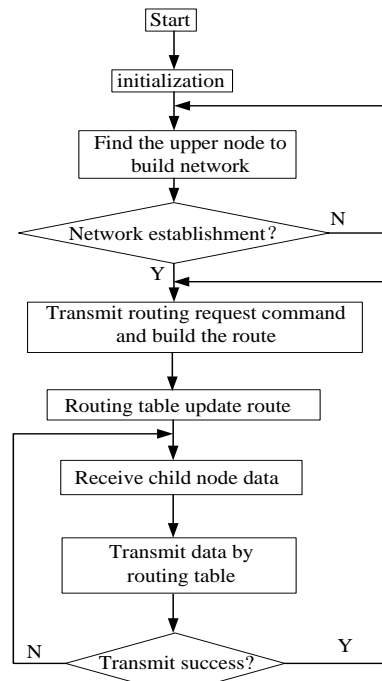 Start
initialization
Find the upper node to
build network
Network establishment？
N
Y
Transmit routing request command
and build the route
Routing table update route
Receive child node data
Transmit data by
routing table
N
Transmit success?
Y